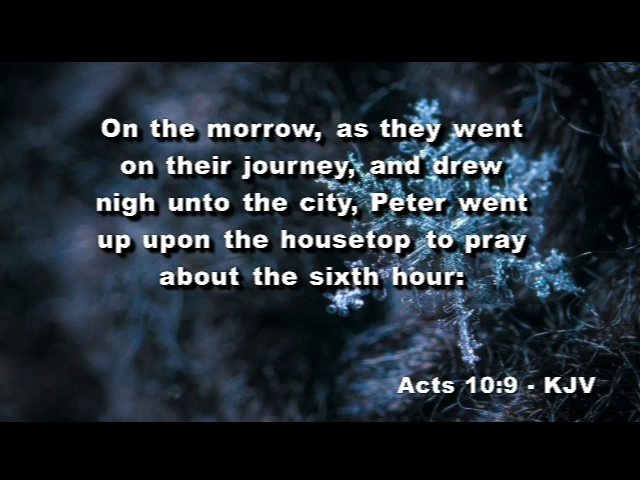 On the morrow, as they went
on their journey, and drew
nigh unto the city, Peter went
up upon the housetop to pray
about the sixth hour:
Acts 10:9 - KJV